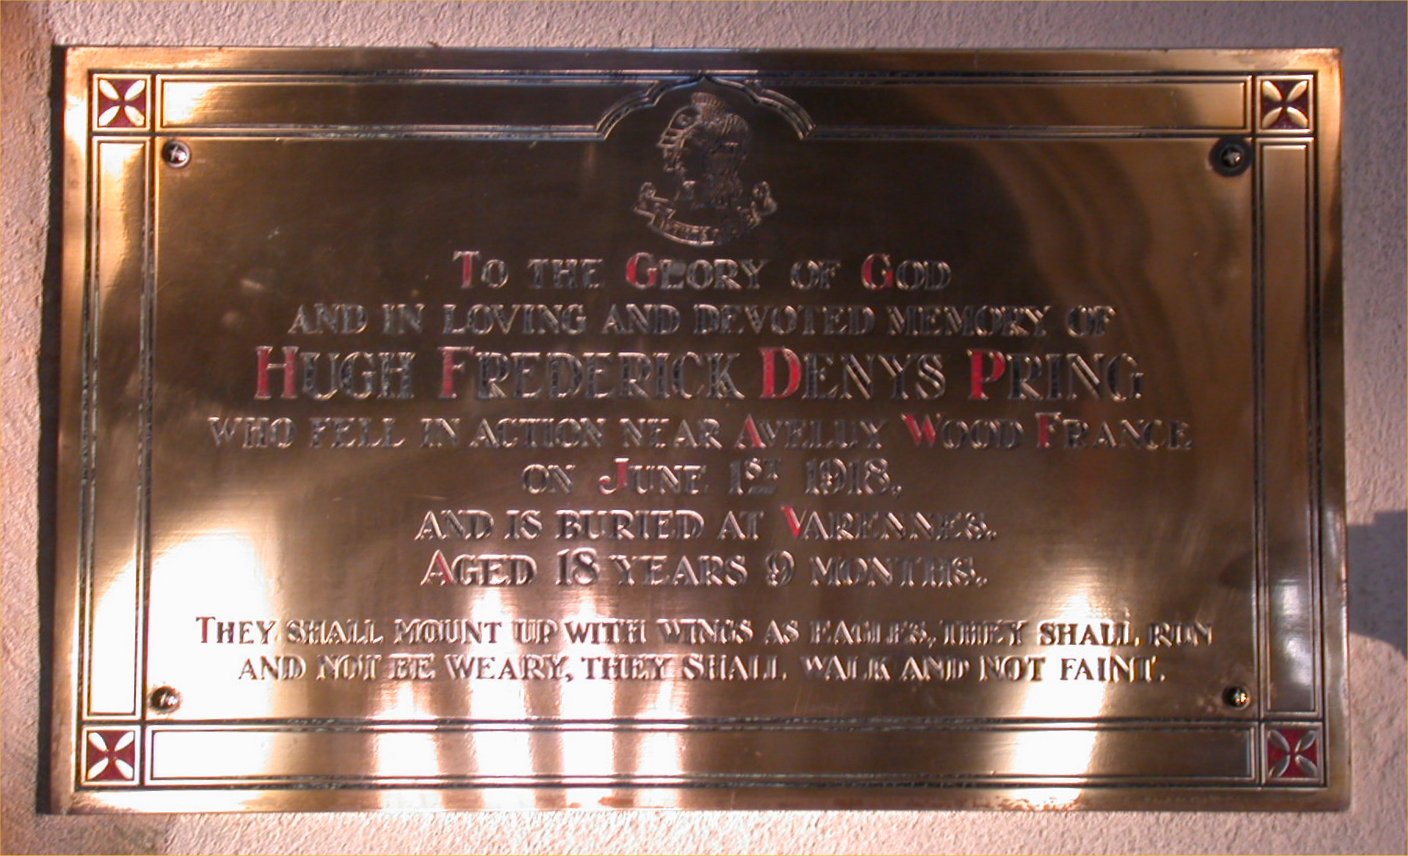 To the Glory of God
and in loving and devoted memory of
Hugh Frederick Denys Pring
who fell in action near Aveluy Wood France
on June 1st 1918.
and is buried at Varennes.
Aged 18 years 9 months.
They shall mount up with wings as eagles, they shall run
and not be weary, they shall walk and not faint.